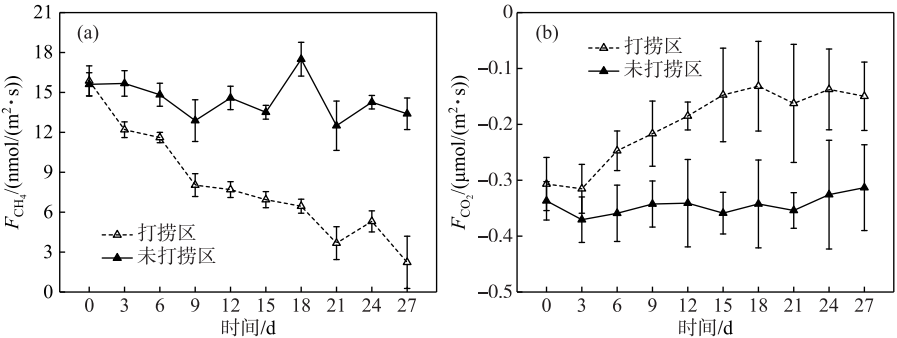 (a)
21
18
15
12
9
6
3
0
F_CH₄/(nmol/(m²·s))
打捞区
未打捞区
0 3 6 9 12 15 18 21 24 27
时间/d
(b)
0
−0.1
−0.2
−0.3
−0.4
−0.5
F_CO₂/(μmol/(m²·s))
打捞区
未打捞区
0 3 6 9 12 15 18 21 24 27
时间/d